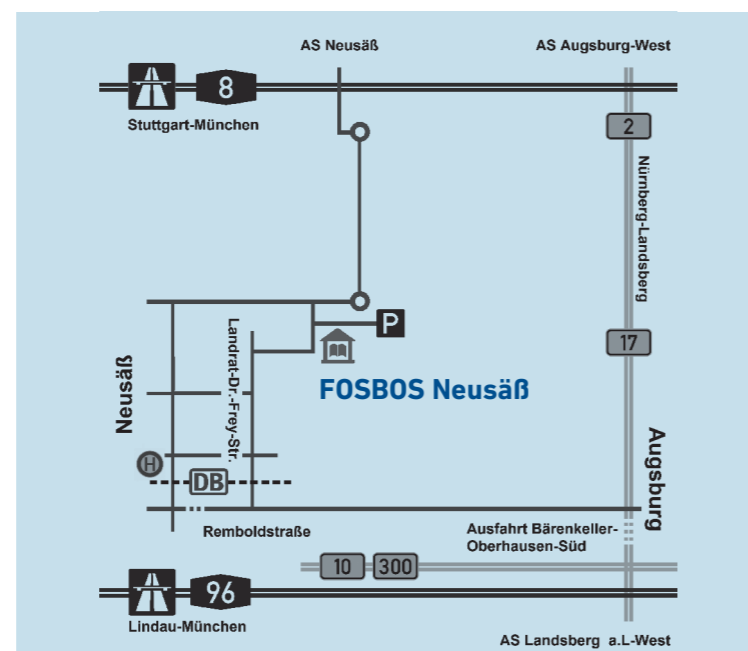 AS Neusäß
AS Augsburg-West
8
Stuttgart-München
2
Nürnberg-Landsberg
P
17
Landrat-Dr.-Frey-Str.
FOSBOS Neusäß
Neusäß
H
DB
Augsburg
Remboldstraße
Ausfahrt Bärenkeller-
Oberhausen-Süd
10
300
96
Lindau-München
AS Landsberg a.L-West